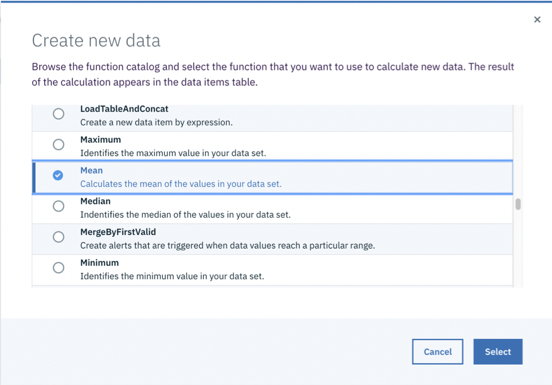 Create new data
Browse the function catalog and select the function that you want to use to calculate new data. The result
of the calculation appears in the data items table.
LoadTableAndConcat
Create a new data item by expression.
Maximum
Identifies the maximum value in your data set.
Mean
Calculates the mean of the values in your data set.
Median
Indentifies the median of the values in your data set.
MergeByFirstValid
Create alerts that are triggered when data values reach a particular range.
Minimum
Identifies the minimum value in your data set.
Cancel
Select